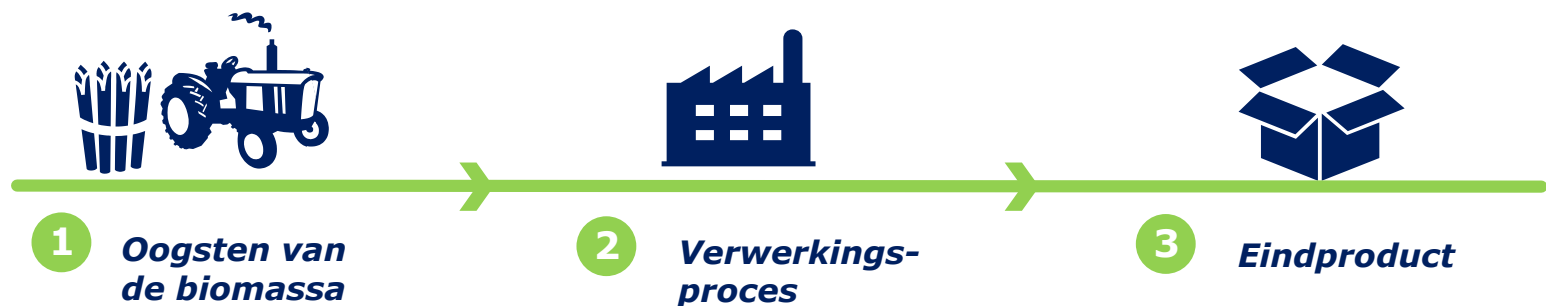 1
Oogsten van
de biomassa
2
Verwerkings-
proces
3
Eindproduct